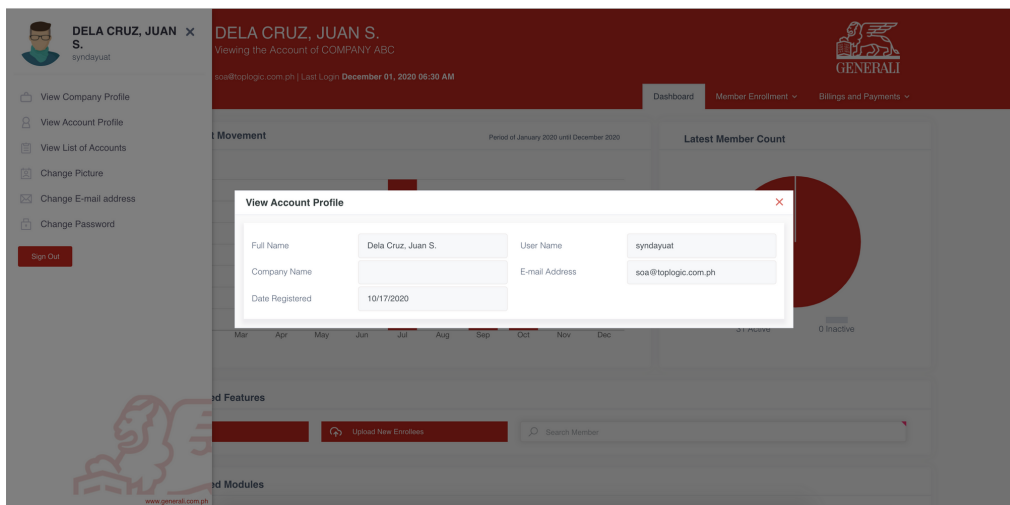 DELA CRUZ, JUAN S.
syndayuat
View Company Profile
View Account Profile
View List of Accounts
Change Picture
Change E-mail address
Change Password
Sign Out
www.generali.com.ph
DELA CRUZ, JUAN S.
Viewing the Account of COMPANY ABC
soa@toplogic.com.ph | Last Login December 01, 2020 06:30 AM
GENERALI
Dashboard Member Enrollment Billings and Payments
t Movement Period of January 2020 until December 2020
Latest Member Count
View Account Profile
Full Name Dela Cruz, Juan S. User Name syndayuat
Company Name E-mail Address soa@toplogic.com.ph
Date Registered 10/17/2020
Mar Apr May Jun Jul Aug Sep Oct Nov Dec
31 Active 0 Inactive
ed Features
Upload New Enrollees Search Member
ed Modules